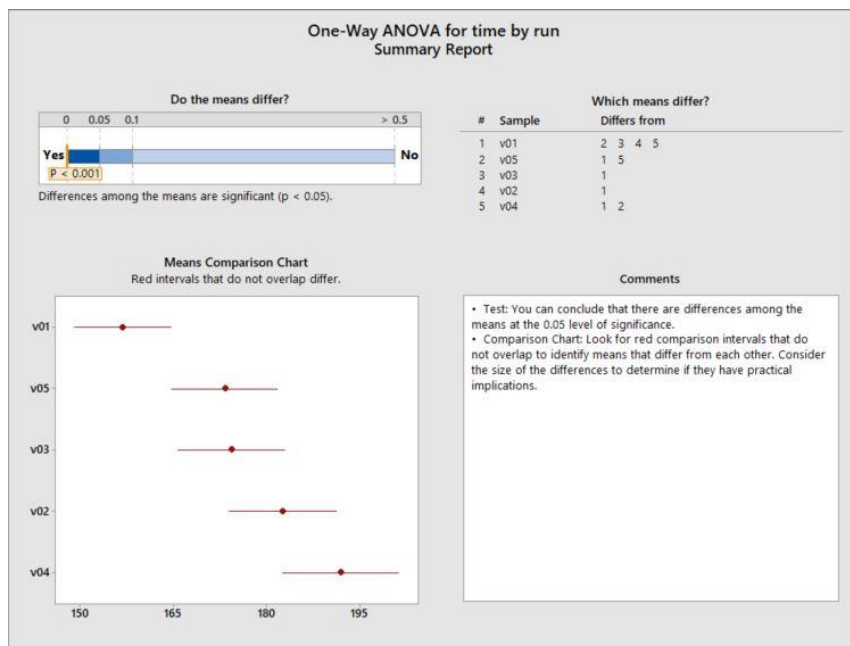 One-Way ANOVA for time by run
Summary Report
Do the means differ?
0 0.05 0.1 > 0.5
Yes No
P < 0.001
Differences among the means are significant (p < 0.05).
Which means differ?
# Sample Differs from
1 v01 2 3 4 5
2 v05 1 5
3 v03 1
4 v02 1
5 v04 1 2
Means Comparison Chart
Red intervals that do not overlap differ.
v01
v05
v03
v02
v04
150 165 180 195
Comments
• Test: You can conclude that there are differences among the
means at the 0.05 level of significance.
• Comparison Chart: Look for red comparison intervals that do
not overlap to identify means that differ from each other. Consider
the size of the differences to determine if they have practical
implications.